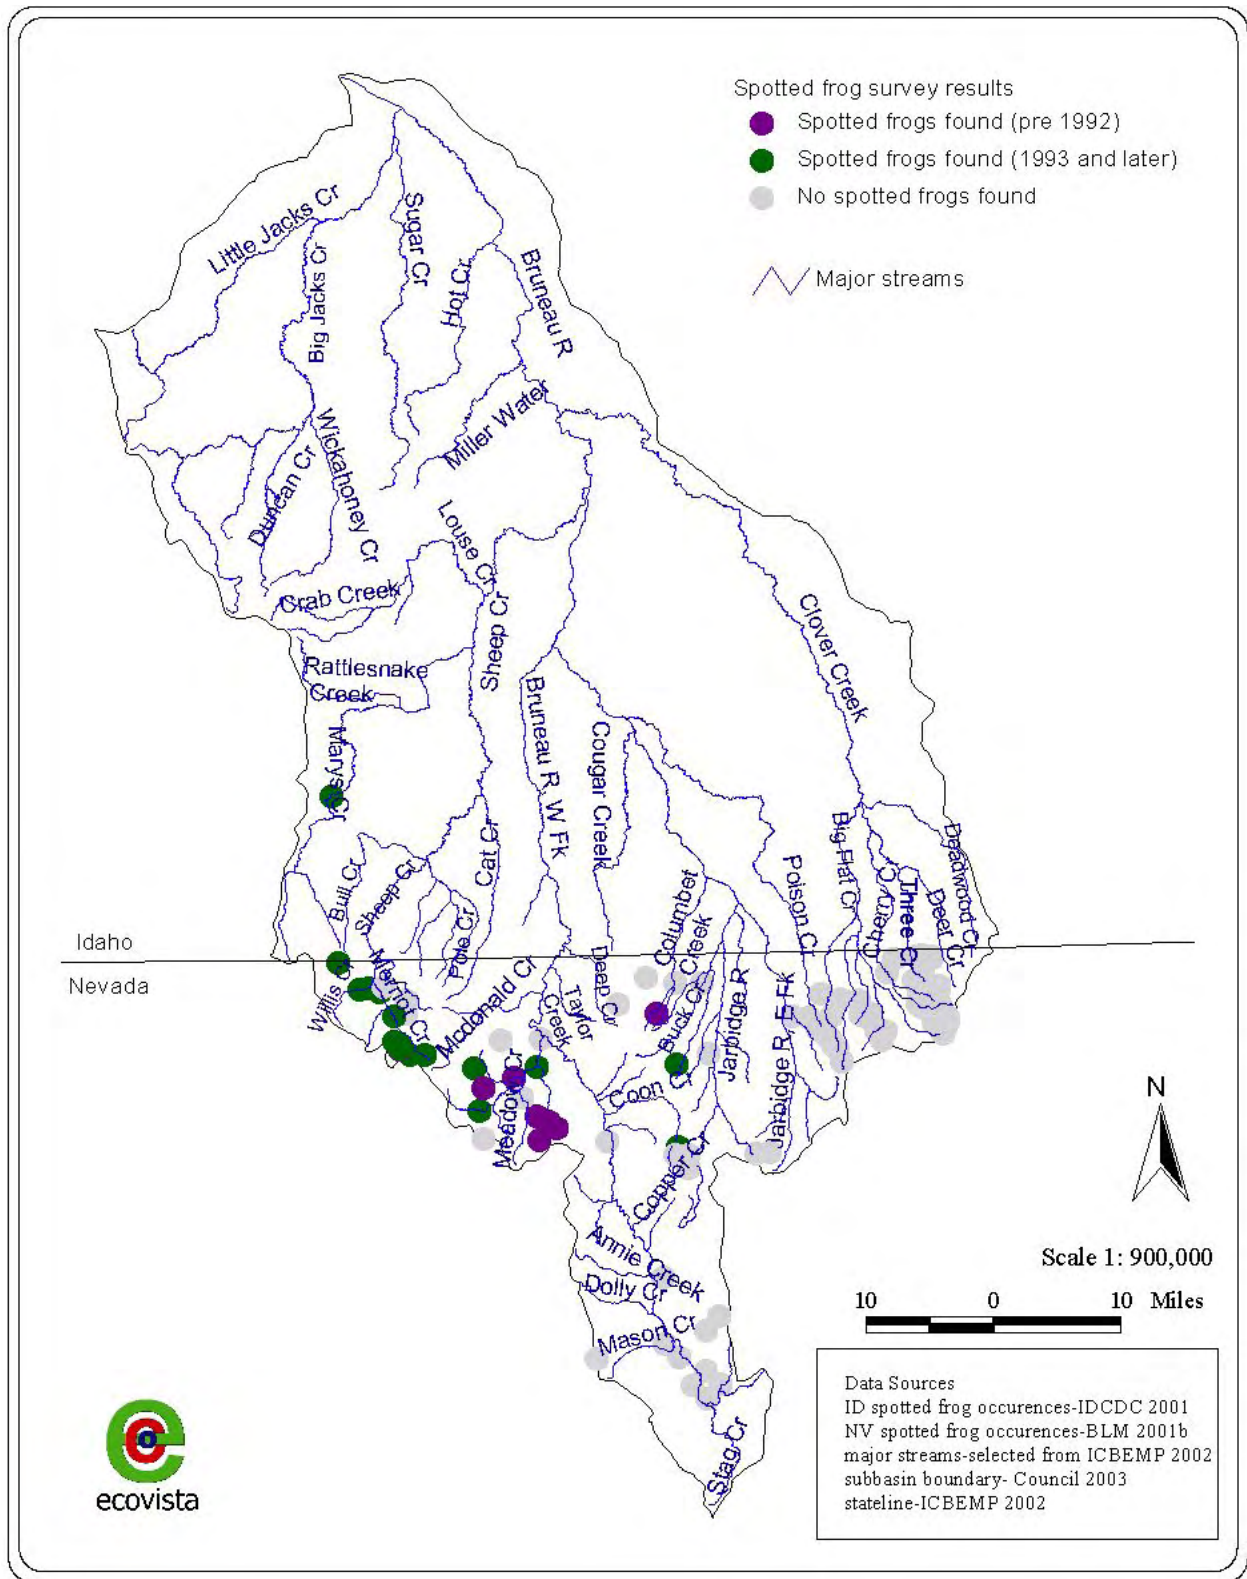 Spotted frog survey results
Spotted frogs found (pre 1992)
Spotted frogs found (1993 and later)
No spotted frogs found
Major streams
Little Jacks Cr
Big Jacks Cr
Sugar Cr
Hot Cr
Bruneau R
Miller Water
Wickahoney Cr
Duncan Cr
Louse Cr
Crab Creek
Sheep Cr
Clover Creek
Rattlesnake
Creek
Bruneau R, W Fk
Cougar Creek
Marys Cr
Cat Cr
Big Flat Cr
Deadwood Cr
Bull Cr
Sheep Cr
Pole Cr
Poison Cr
Cherry Cr
Three Cr
Deer Cr
Columbet
Creek
Idaho
Nevada
Willis Cr
Merriot Cr
Mcdonald Cr
Taylor
Creek
Deep Cr
Buck Cr
Jarbidge R
Jarbidge R, E Fk
Meadow Cr
Coon Cr
Copper Cr
Annie Creek
Dolly Cr
Mason Cr
Stag Cr
N
Scale 1: 900,000
10 0 10 Miles
Data Sources
ID spotted frog occurences-IDCDC 2001
NV spotted frog occurences-BLM 2001b
major streams-selected from ICBEMP 2002
subbasin boundary- Council 2003
stateline-ICBEMP 2002
ecovista